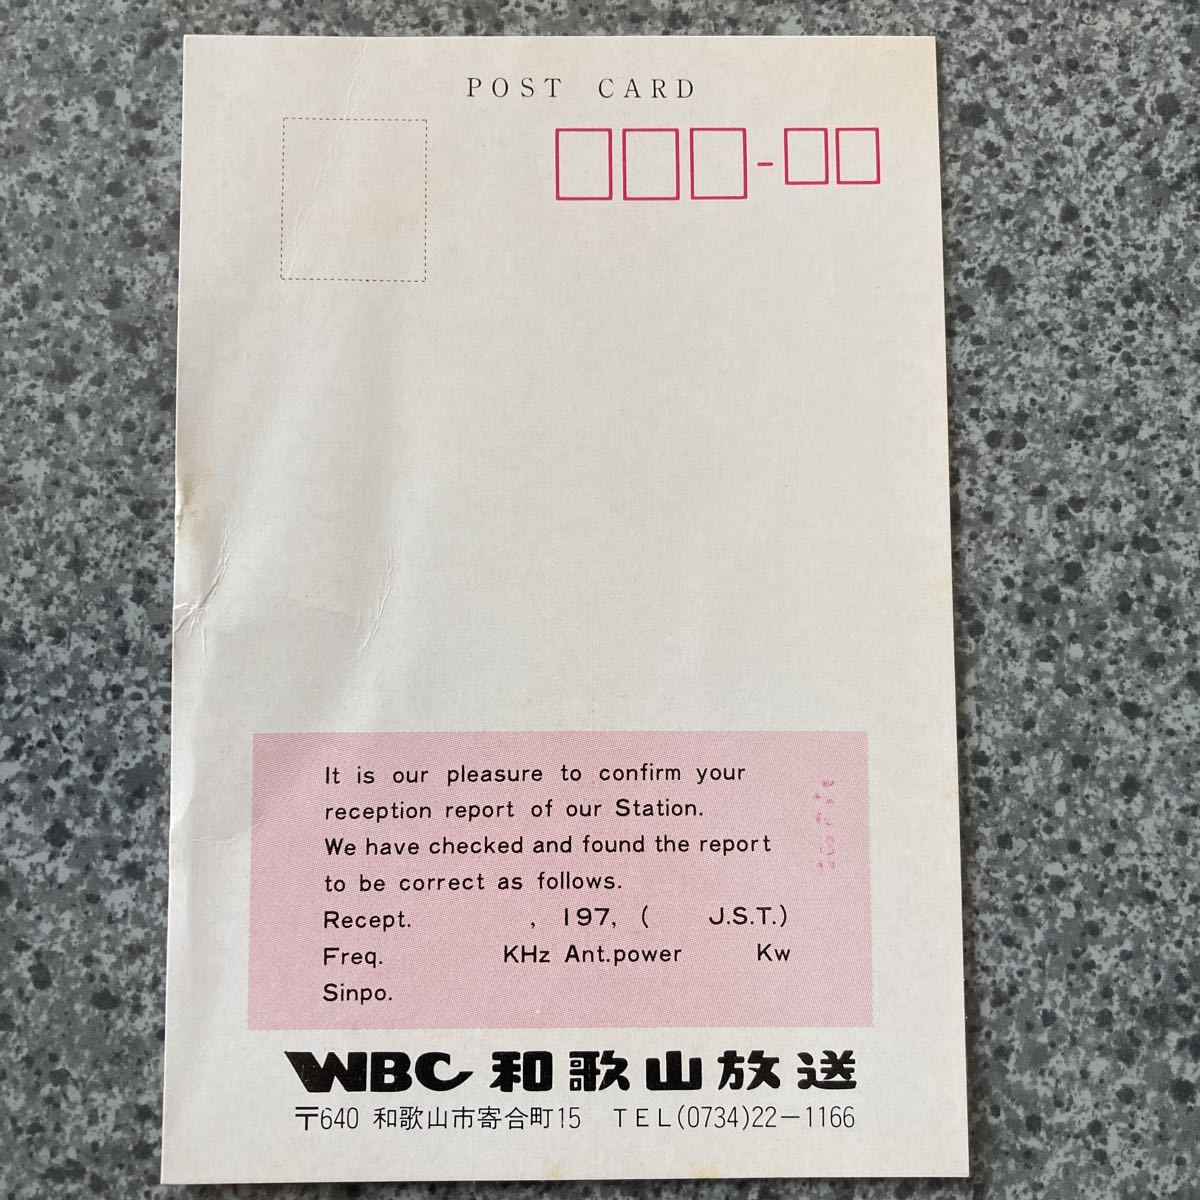 POST CARD
It is our pleasure to confirm your
reception report of our Station.
We have checked and found the report
to be correct as follows.
Recept. , 197, ( J.S.T.)
Freq. KHz Ant.power Kw
Sinpo.
WBC 和歌山放送
〒640 和歌山市寄合町15 TEL(0734)22-1166